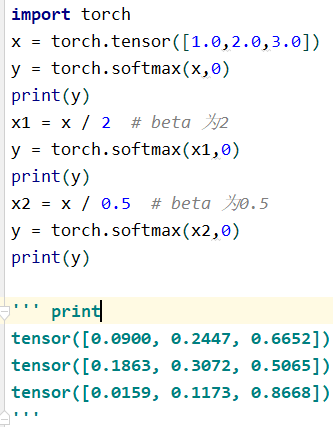 import torch
x = torch.tensor([1.0,2.0,3.0])
y = torch.softmax(x,0)
print(y)
x1 = x / 2  # beta 为2
y = torch.softmax(x1,0)
print(y)
x2 = x / 0.5  # beta 为0.5
y = torch.softmax(x2,0)
print(y)
''' print
tensor([0.0900, 0.2447, 0.6652])
tensor([0.1863, 0.3072, 0.5065])
tensor([0.0159, 0.1173, 0.8668])
'''